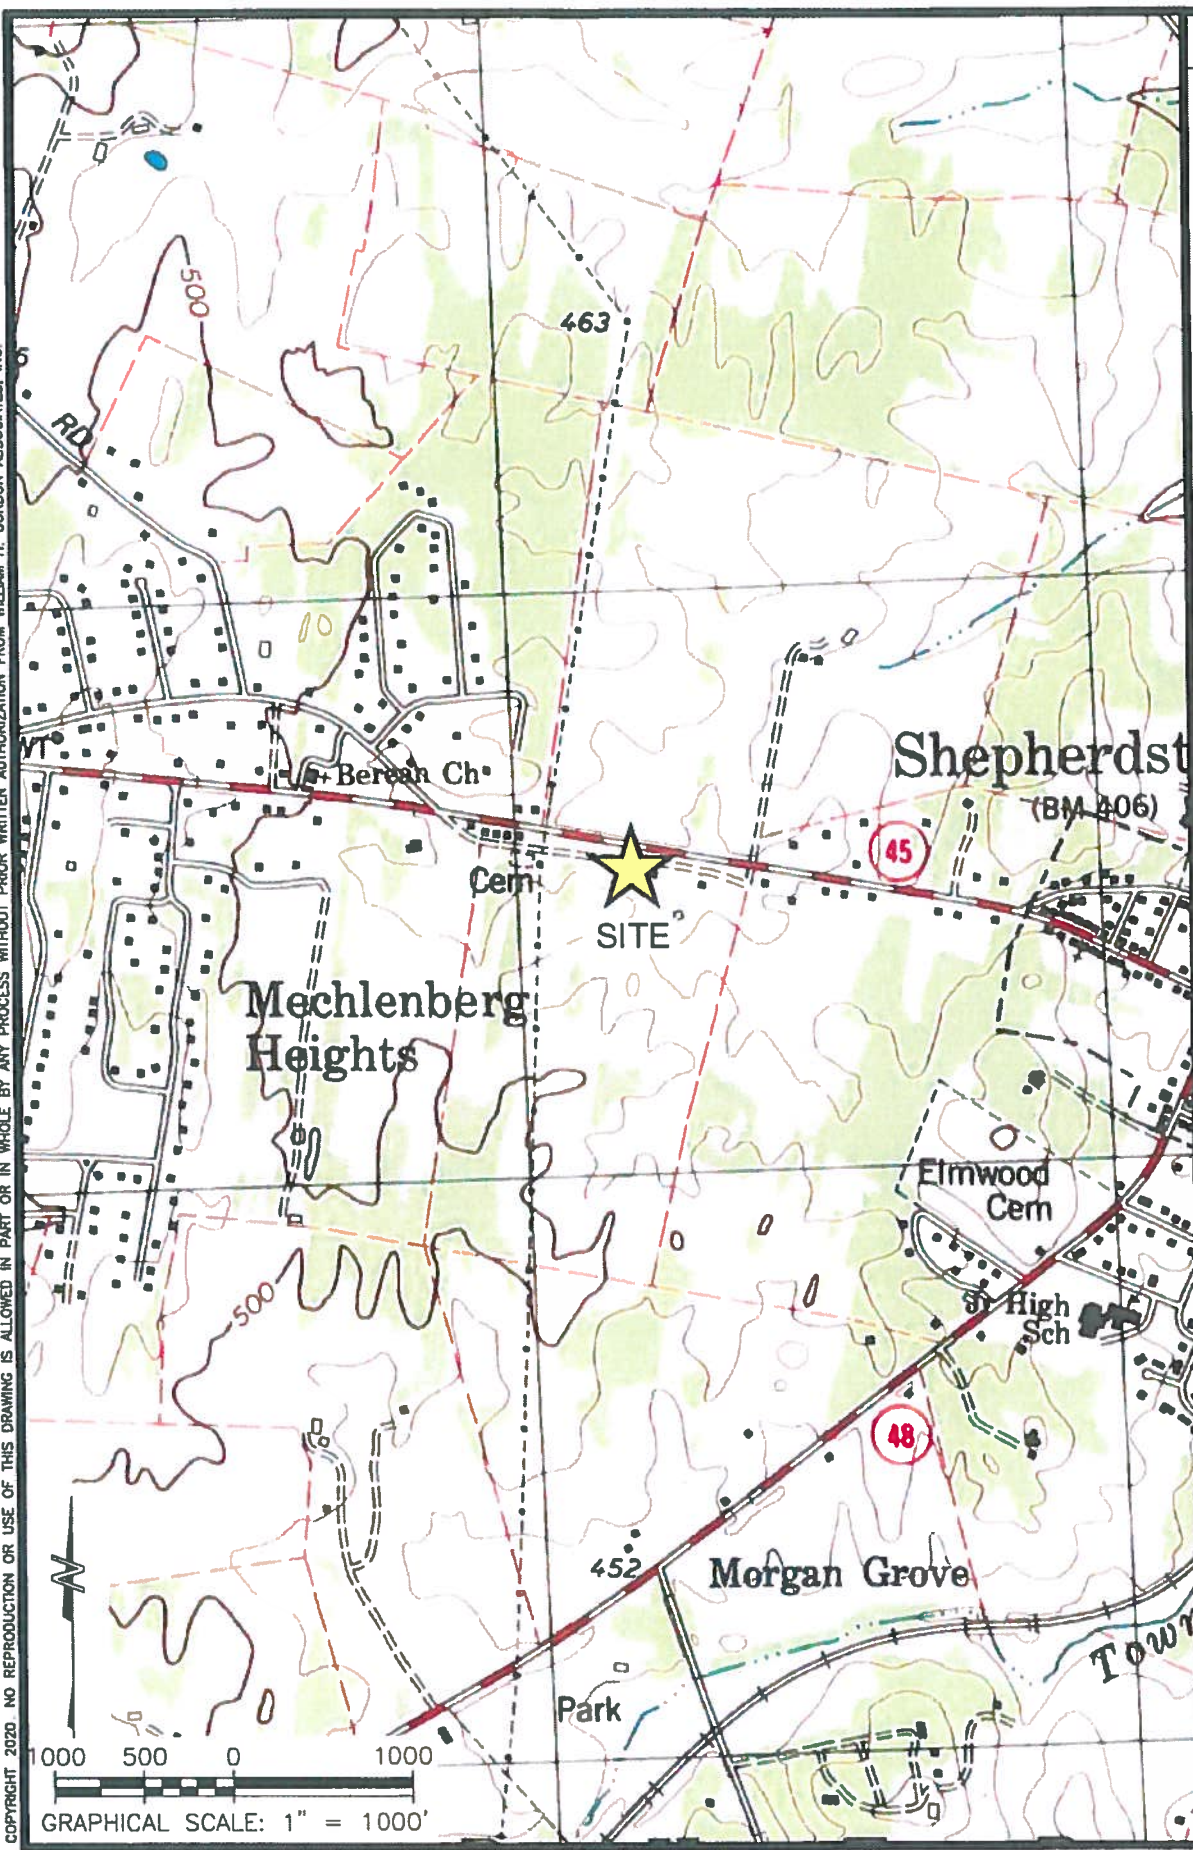 500
463
RD
Shepherdst
(BM 406)
Berean Ch
45
Cem
SITE
Mechlenberg
Heights
Elmwood
Cem
500
Jr High
Sch
48
452
Morgan Grove
Town
Park
1000 500 0 1000
GRAPHICAL SCALE: 1" = 1000'
COPYRIGHT 2020. NO REPRODUCTION OR USE OF THIS DRAWING IS ALLOWED IN PART OR IN WHOLE BY ANY PROCESS WITHOUT PRIOR WRITTEN AUTHORIZATION FROM WILLIAM H. GORDON ASSOCIATES, INC.